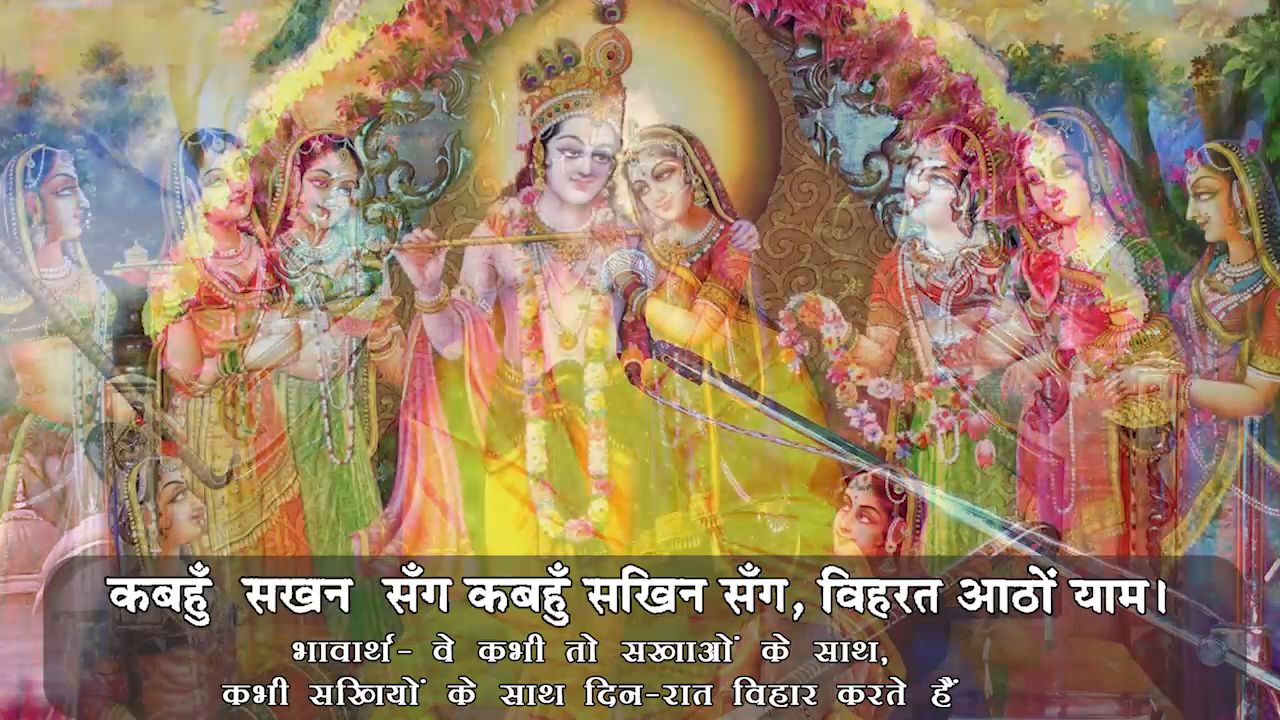 कबहुँ सखन सँग कबहुँ सखिन सँग, विहरत आठों याम।
भावार्थ- वे कभी तो सखाओं के साथ,
कभी सखियों के साथ दिन-रात विहार करते हैं